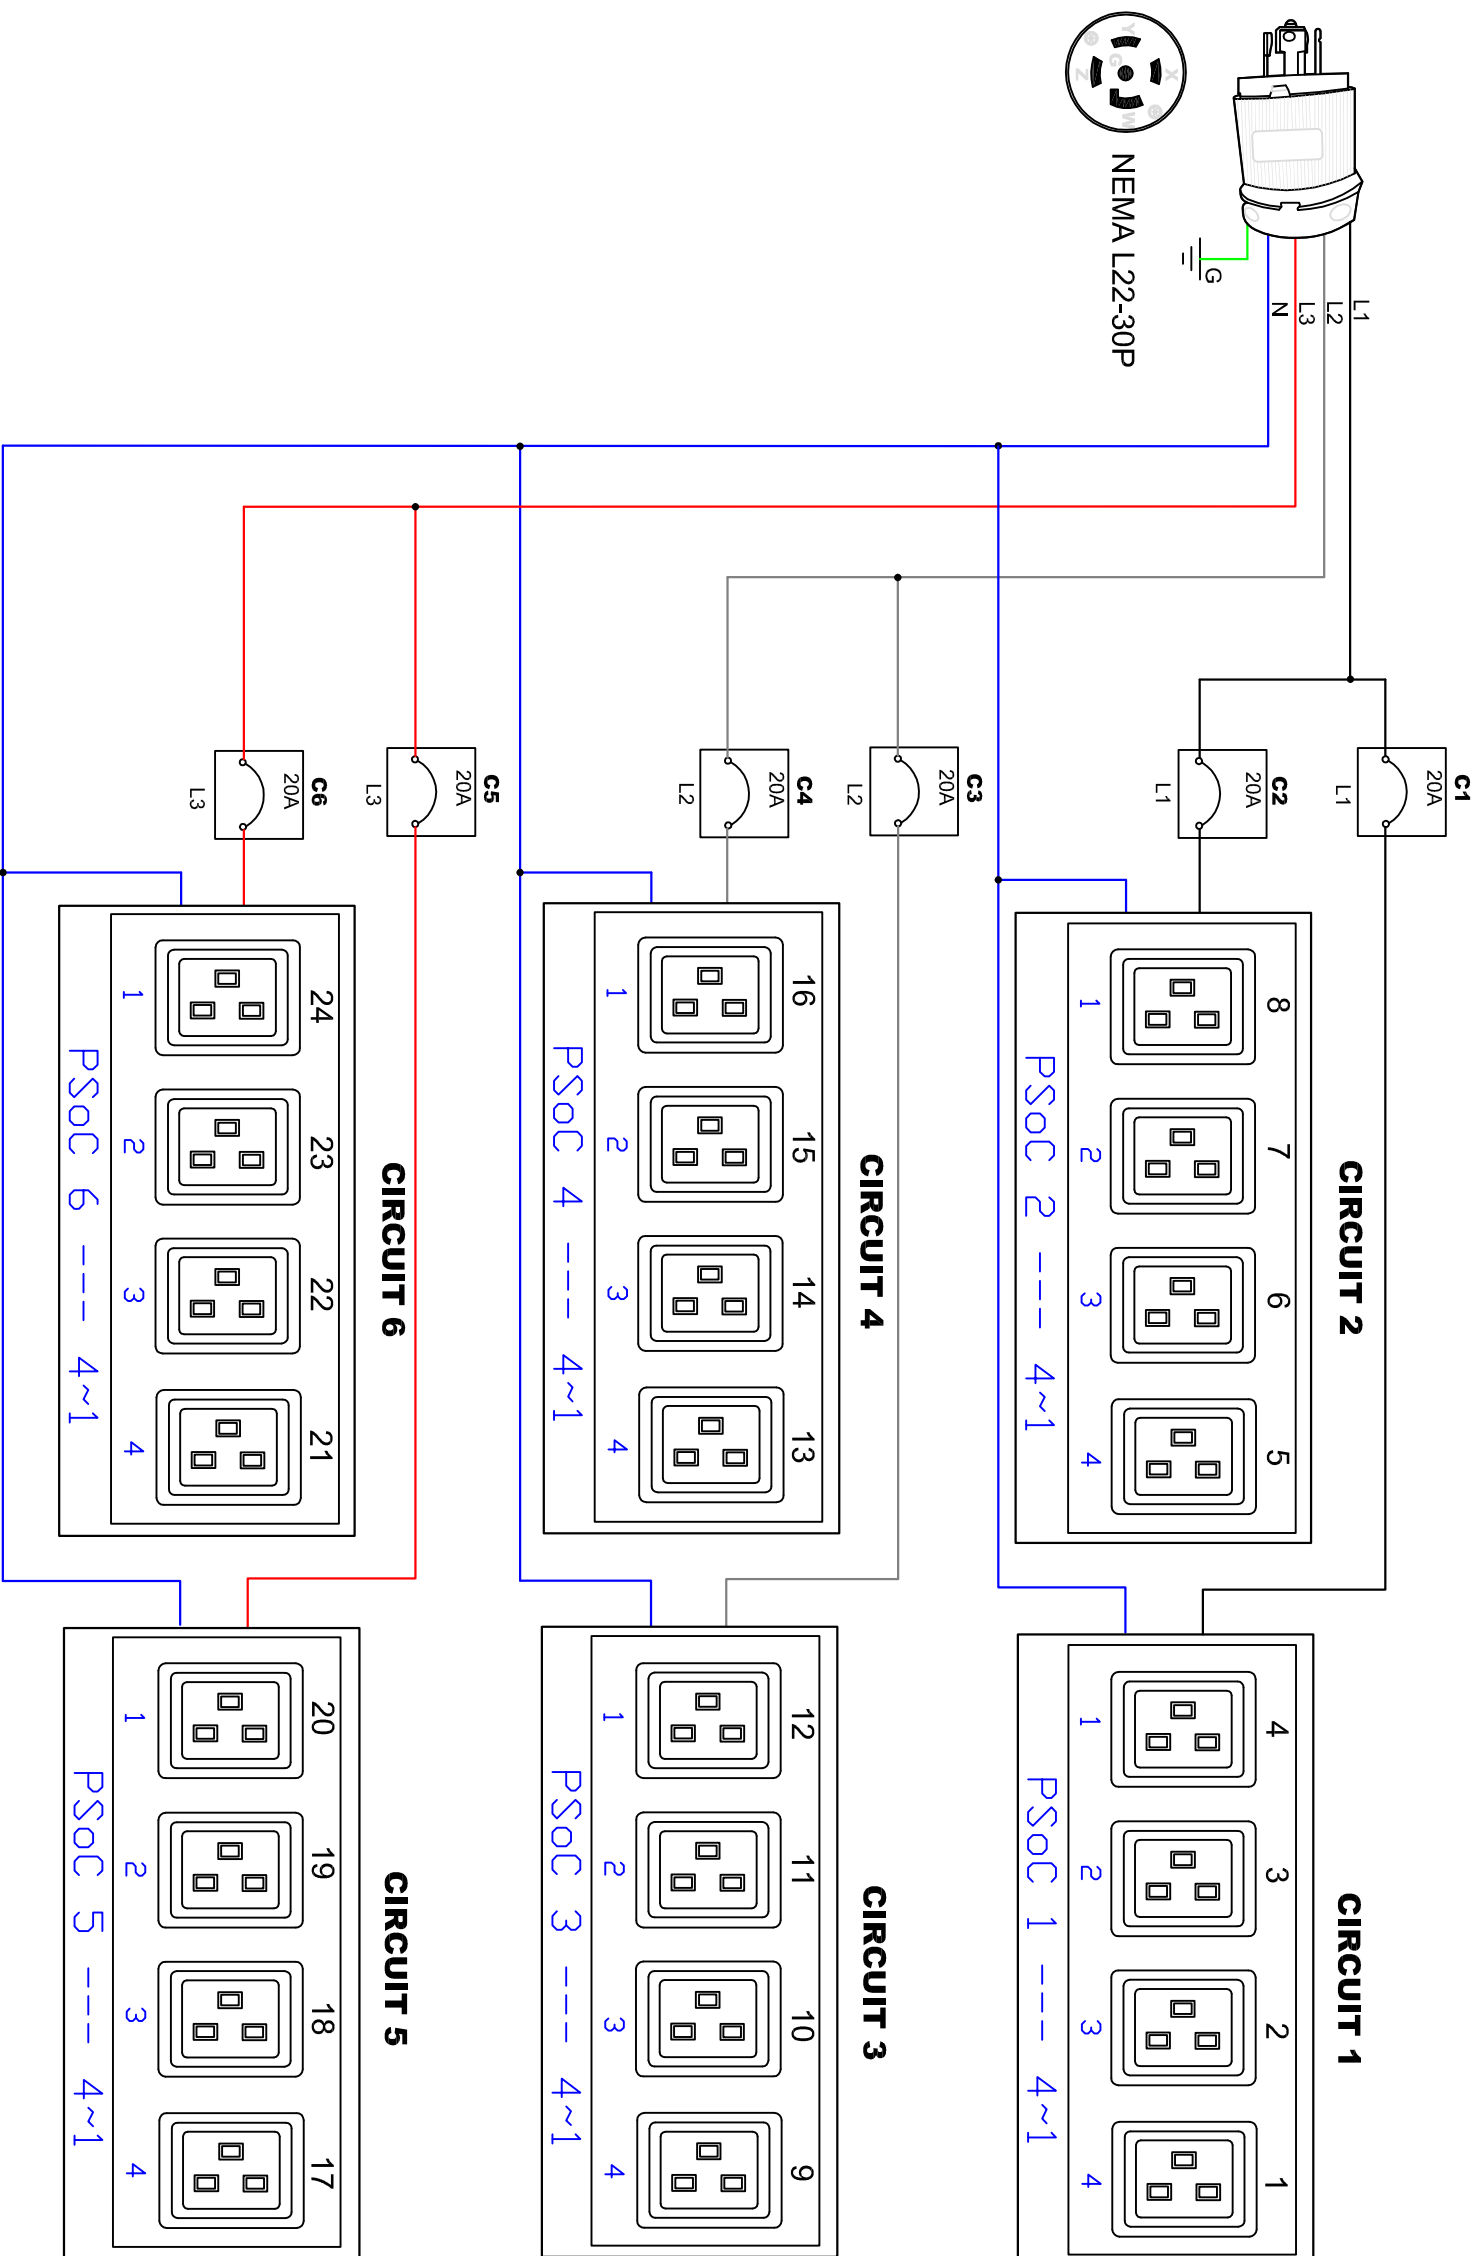 Y
X
G
Z
W
NEMA L22-30P
G
L1
L2
L3
N
C1
20A
L1
C2
20A
L1
C3
20A
L2
C4
20A
L2
C5
20A
L3
C6
20A
L3
CIRCUIT 2
8 7 6 5
1 2 3 4
PSoC 2 --- 4~1
CIRCUIT 1
4 3 2 1
1 2 3 4
PSoC 1 --- 4~1
CIRCUIT 4
16 15 14 13
1 2 3 4
PSoC 4 --- 4~1
CIRCUIT 3
12 11 10 9
1 2 3 4
PSoC 3 --- 4~1
CIRCUIT 6
24 23 22 21
1 2 3 4
PSoC 6 --- 4~1
CIRCUIT 5
20 19 18 17
1 2 3 4
PSoC 5 --- 4~1